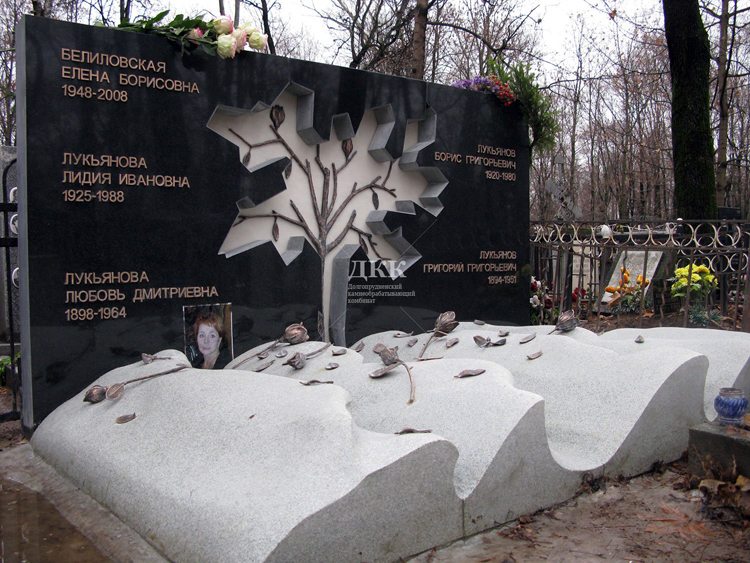 БЕЛИЛОВСКАЯ
ЕЛЕНА БОРИСОВНА
1948-2008
ЛУКЬЯНОВА
ЛИДИЯ ИВАНОВНА
1925-1988
ЛУКЬЯНОВА
ЛЮБОВЬ ДМИТРИЕВНА
1898-1964
ЛУКЬЯНОВ
БОРИС ГРИГОРЬЕВИЧ
1920-1980
ЛУКЬЯНОВ
ГРИГОРИЙ ГРИГОРЬЕВИЧ
1894-1951
ДКК
Долгопрудненский
камнеобрабатывающий
комбинат